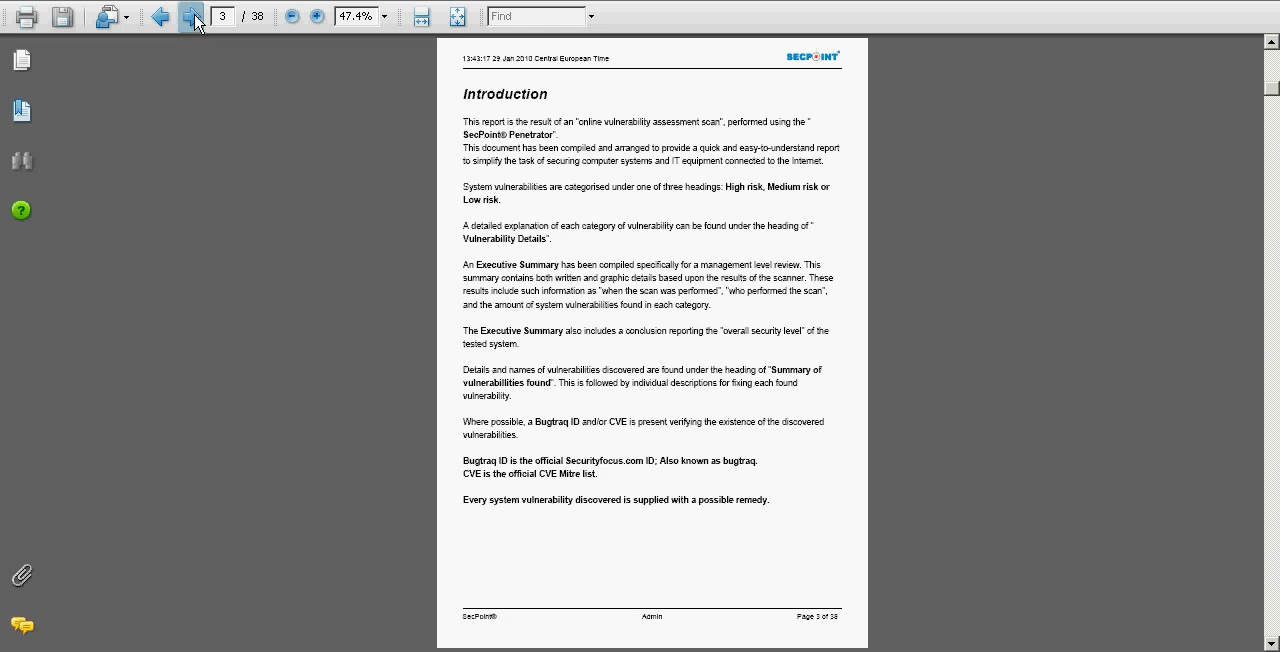 3 / 38 47.4% Find
13:43:17 29 Jan 2010 Central European Time SECPOINT
Introduction
This report is the result of an "online vulnerability assessment scan", performed using the "
SecPoint® Penetrator".
This document has been compiled and arranged to provide a quick and easy-to-understand report
to simplify the task of securing computer systems and IT equipment connected to the Internet.
System vulnerabilities are categorised under one of three headings: High risk, Medium risk or
Low risk.
A detailed explanation of each category of vulnerability can be found under the heading of "
Vulnerability Details".
An Executive Summary has been compiled specifically for a management level review. This
summary contains both written and graphic details based upon the results of the scanner. These
results include such information as "when the scan was performed", "who performed the scan",
and the amount of system vulnerabilities found in each category.
The Executive Summary also includes a conclusion reporting the "overall security level" of the
tested system.
Details and names of vulnerabilities discovered are found under the heading of "Summary of
vulnerabillities found". This is followed by individual descriptions for fixing each found
vulnerability.
Where possible, a Bugtraq ID and/or CVE is present verifying the existence of the discovered
vulnerabilities.
Bugtraq ID is the official Securityfocus.com ID; Also known as bugtraq.
CVE is the official CVE Mitre list.
Every system vulnerability discovered is supplied with a possible remedy.
SecPoint® Admin Page 3 of 38